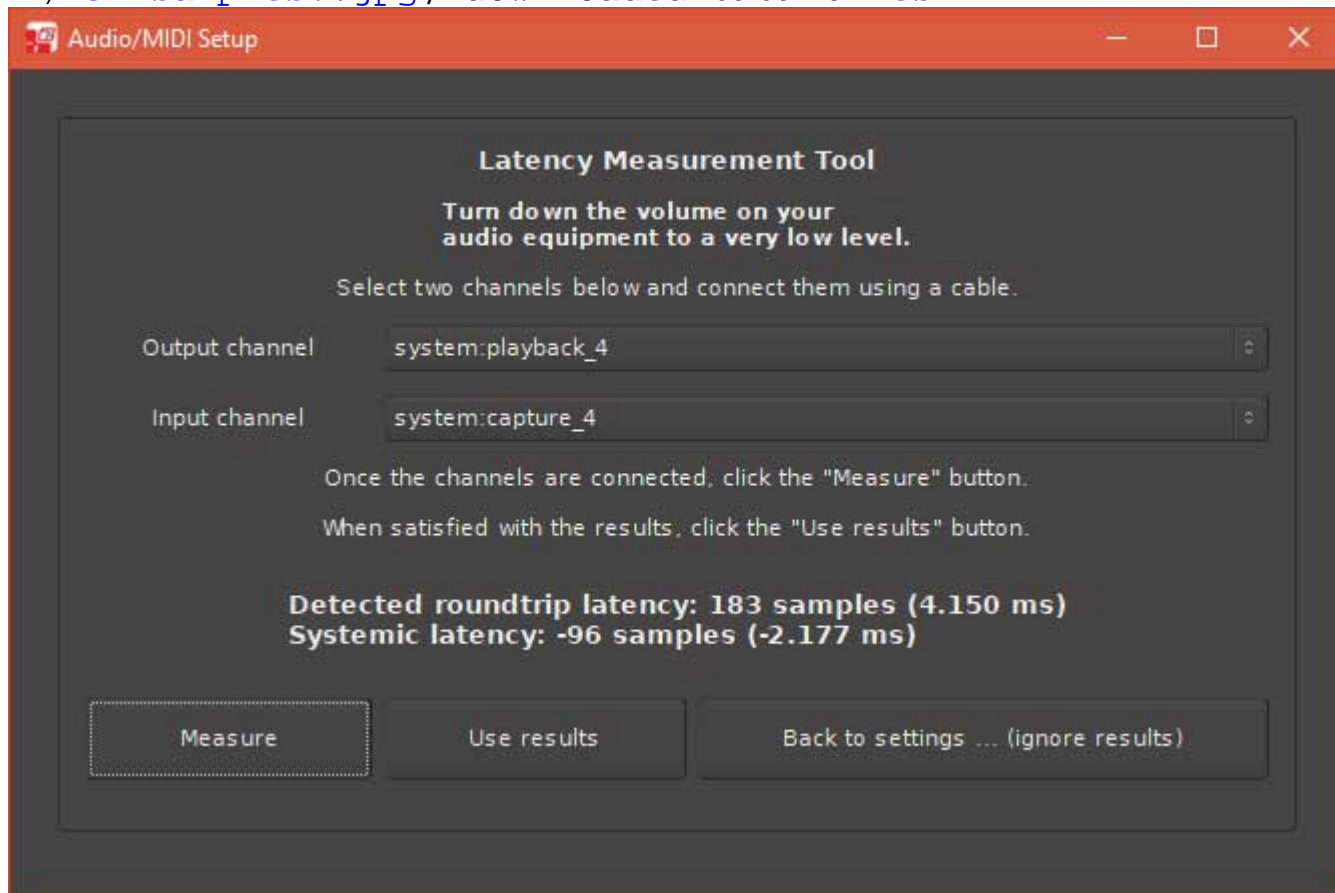 Audio/MIDI Setup
Latency Measurement Tool
Turn down the volume on your
audio equipment to a very low level.
Select two channels below and connect them using a cable.
Output channel system:playback_4
Input channel system:capture_4
Once the channels are connected, click the "Measure" button.
When satisfied with the results, click the "Use results" button.
Detected roundtrip latency: 183 samples (4.150 ms)
Systemic latency: -96 samples (-2.177 ms)
Measure Use results Back to settings ... (ignore results)